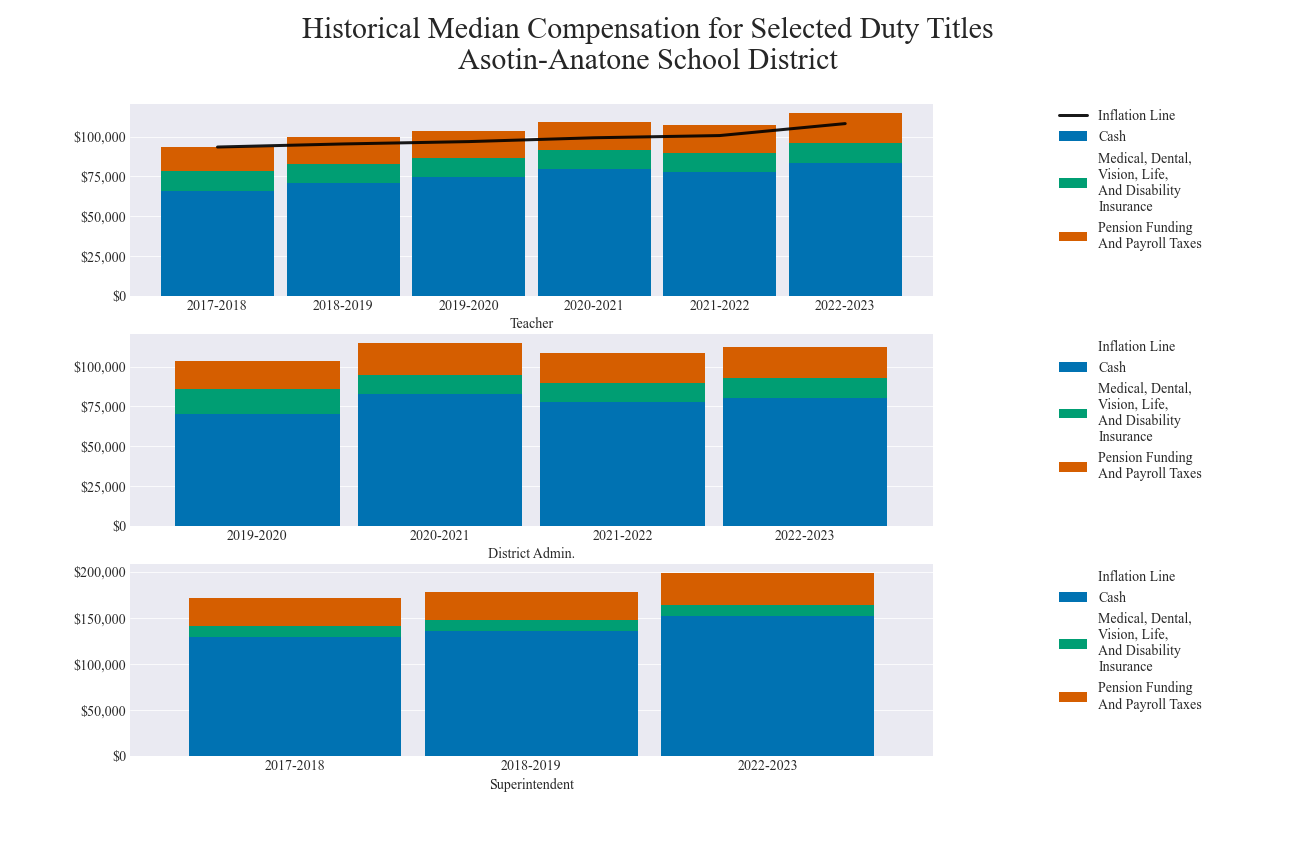 Historical Median Compensation for Selected Duty Titles
Asotin-Anatone School District
$100,000
$75,000
$50,000
$25,000
$0
2017-2018
2018-2019
2019-2020
2020-2021
2021-2022
2022-2023
Teacher
Inflation Line
Cash
Medical, Dental,
Vision, Life,
And Disability
Insurance
Pension Funding
And Payroll Taxes
$100,000
$75,000
$50,000
$25,000
$0
2019-2020
2020-2021
2021-2022
2022-2023
District Admin.
Inflation Line
Cash
Medical, Dental,
Vision, Life,
And Disability
Insurance
Pension Funding
And Payroll Taxes
$200,000
$150,000
$100,000
$50,000
$0
2017-2018
2018-2019
2022-2023
Superintendent
Inflation Line
Cash
Medical, Dental,
Vision, Life,
And Disability
Insurance
Pension Funding
And Payroll Taxes